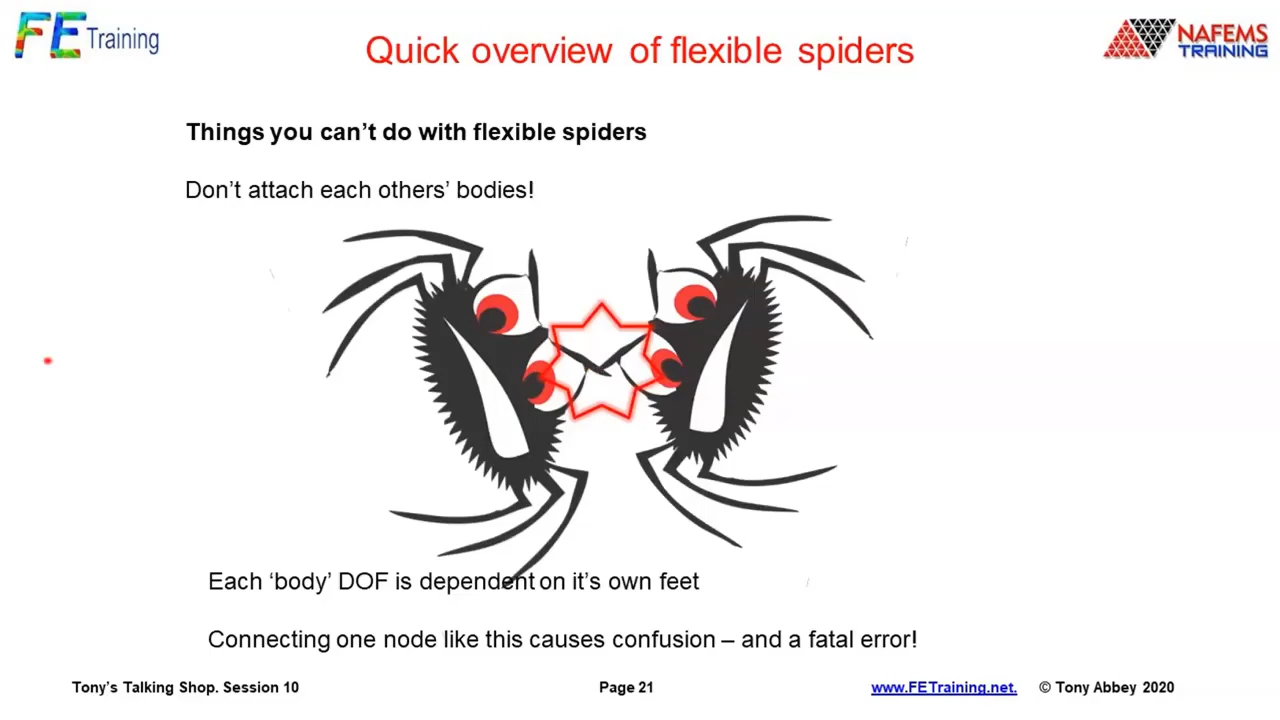 FE Training
NAFEMS
TRAINING
Quick overview of flexible spiders
Things you can’t do with flexible spiders
Don’t attach each others’ bodies!
Each ‘body’ DOF is dependent on it’s own feet
Connecting one node like this causes confusion – and a fatal error!
Tony’s Talking Shop. Session 10
Page 21
www.FETraining.net.
© Tony Abbey 2020